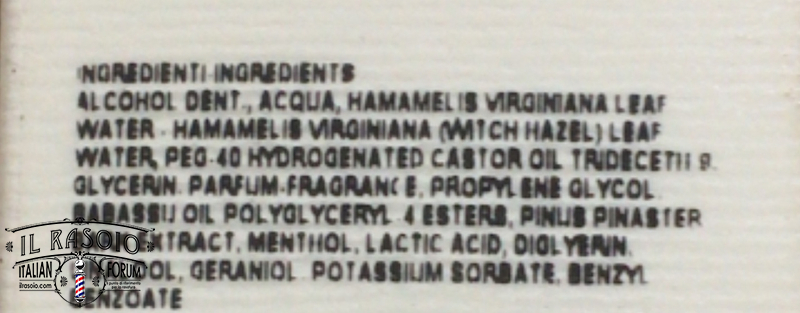 INGREDIENTI INGREDIENTS
ALCOHOL DENT., ACQUA, HAMAMELIS VIRGINIANA LEAF
WATER - HAMAMELIS VIRGINIANA (WITCH HAZEL) LEAF
WATER, PEG-40 HYDROGENATED CASTOR OIL TRIDECETH 9.
GLYCERIN. PARFUM-FRAGRANCE, PROPYLENE GLYCOL.
BABASSU OIL POLYGLYCERYL 4 ESTERS, PINUS PINASTER
EXTRACT, MENTHOL, LACTIC ACID, DIGLYERIN,
GERANIOL. POTASSIUM SORBATE, BENZYL
BENZOATE
IL RASOIO
ITALIAN FORUM
ilrasoio.com